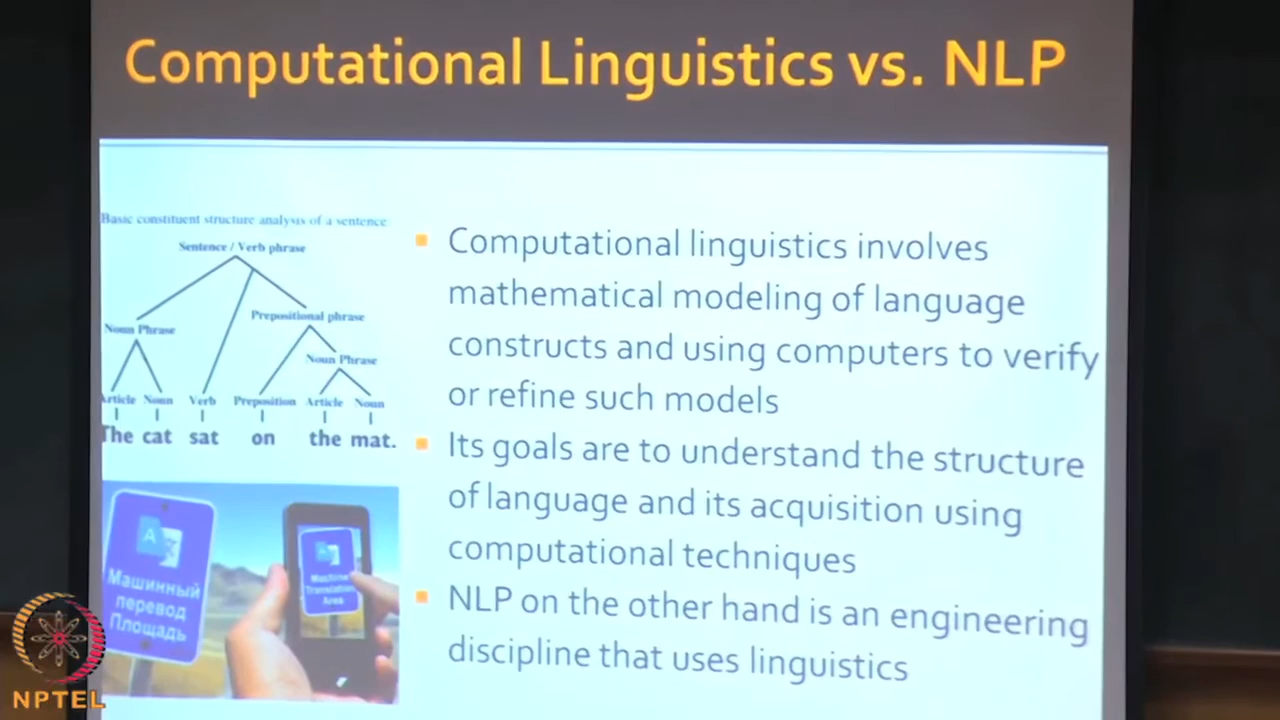 Computational Linguistics vs. NLP
Basic constituent structure analysis of a sentence
Sentence / Verb phrase
Prepositional phrase
Noun Phrase
Noun Phrase
Article Noun Verb Preposition Article Noun
The cat sat on the mat.
Машинный
перевод
Площадь
Machine
Translation
Area
Computational linguistics involves
mathematical modeling of language
constructs and using computers to verify
or refine such models
Its goals are to understand the structure
of language and its acquisition using
computational techniques
NLP on the other hand is an engineering
discipline that uses linguistics
NPTEL